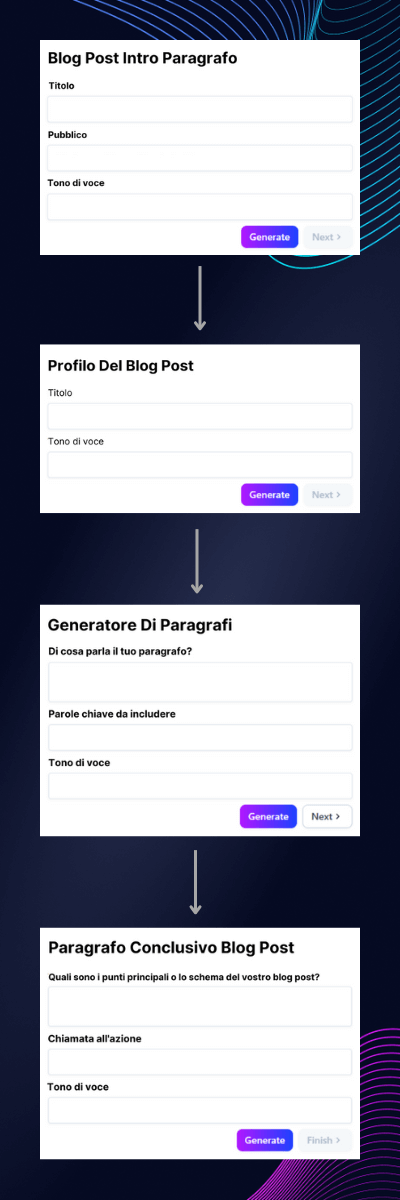 Blog Post Intro Paragrafo
Titolo
Pubblico
Tono di voce
Generate
Next >
Profilo Del Blog Post
Titolo
Tono di voce
Generate
Next >
Generatore Di Paragrafi
Di cosa parla il tuo paragrafo?
Parole chiave da includere
Tono di voce
Generate
Next >
Paragrafo Conclusivo Blog Post
Quali sono i punti principali o lo schema del vostro blog post?
Chiamata all'azione
Tono di voce
Generate
Finish >